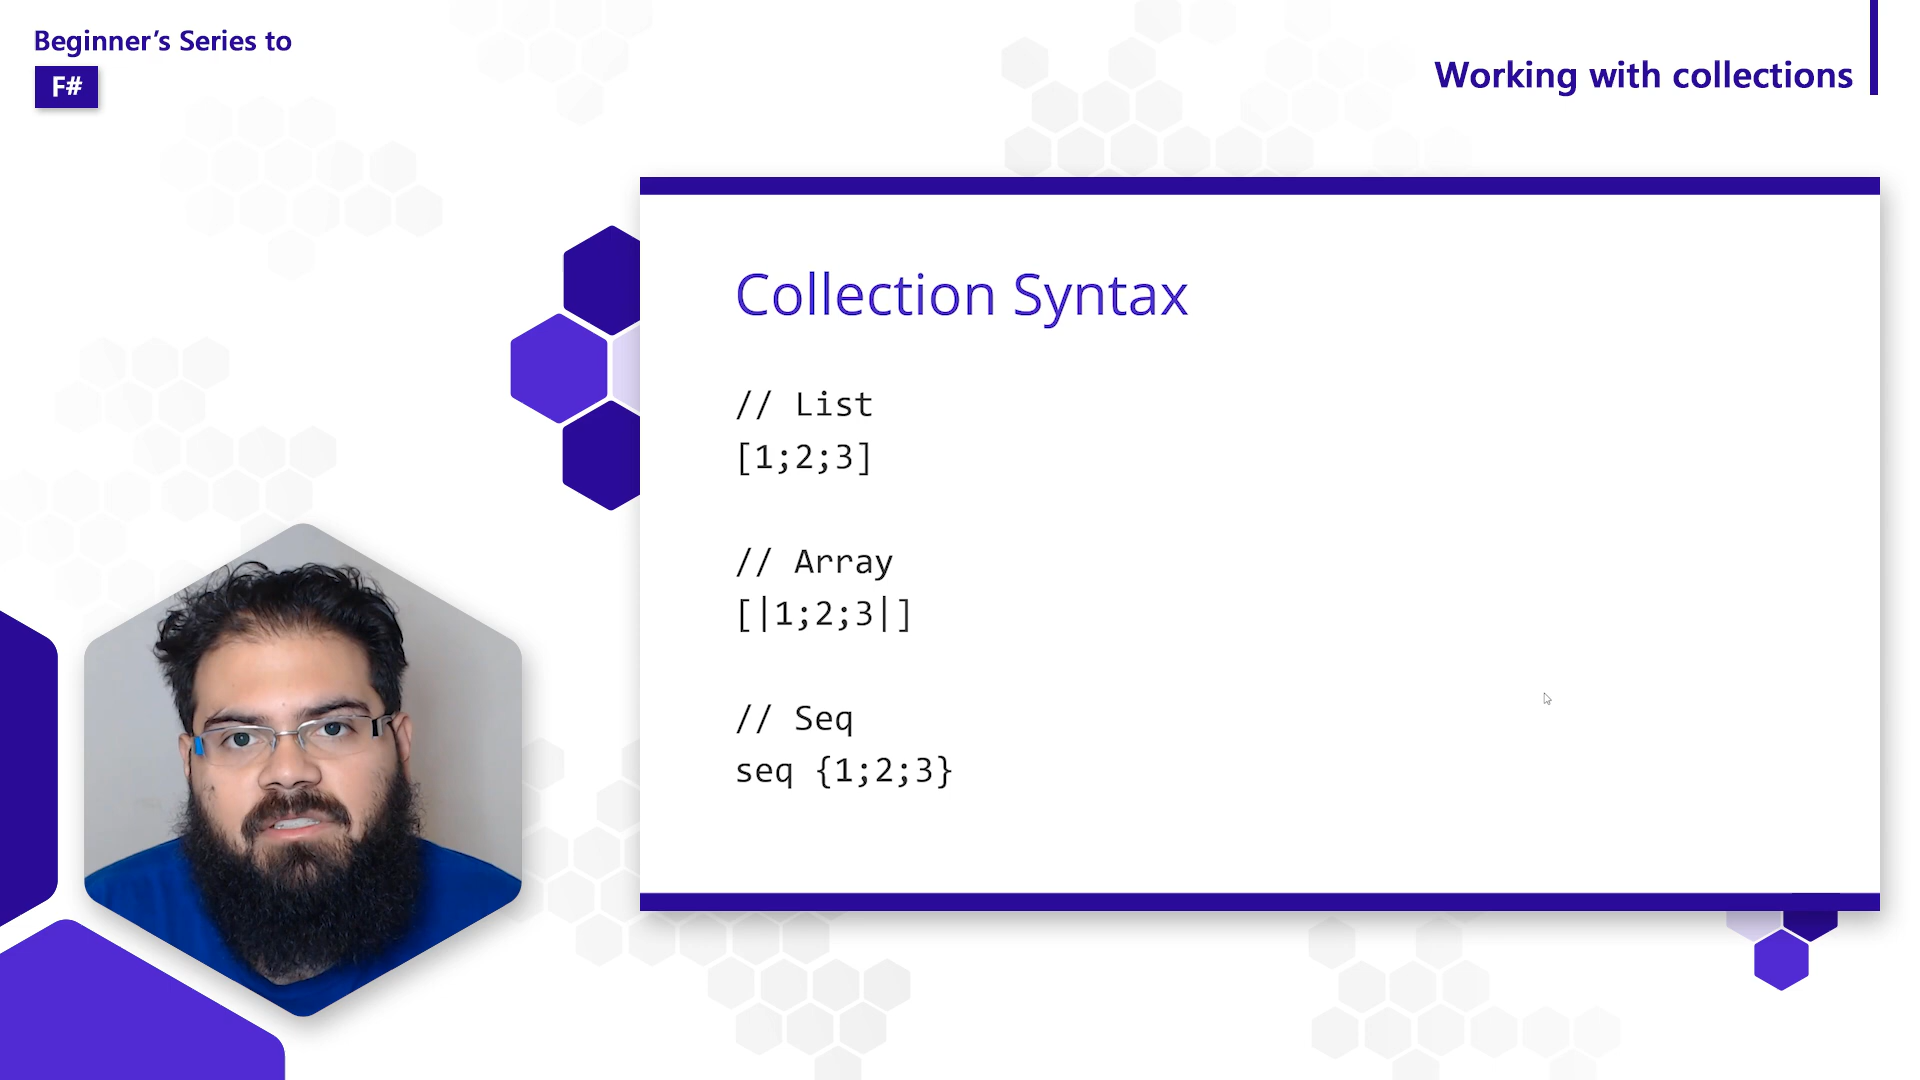 Beginner’s Series to
F#
Working with collections
Collection Syntax
// List
[1;2;3]
// Array
[|1;2;3|]
// Seq
seq {1;2;3}